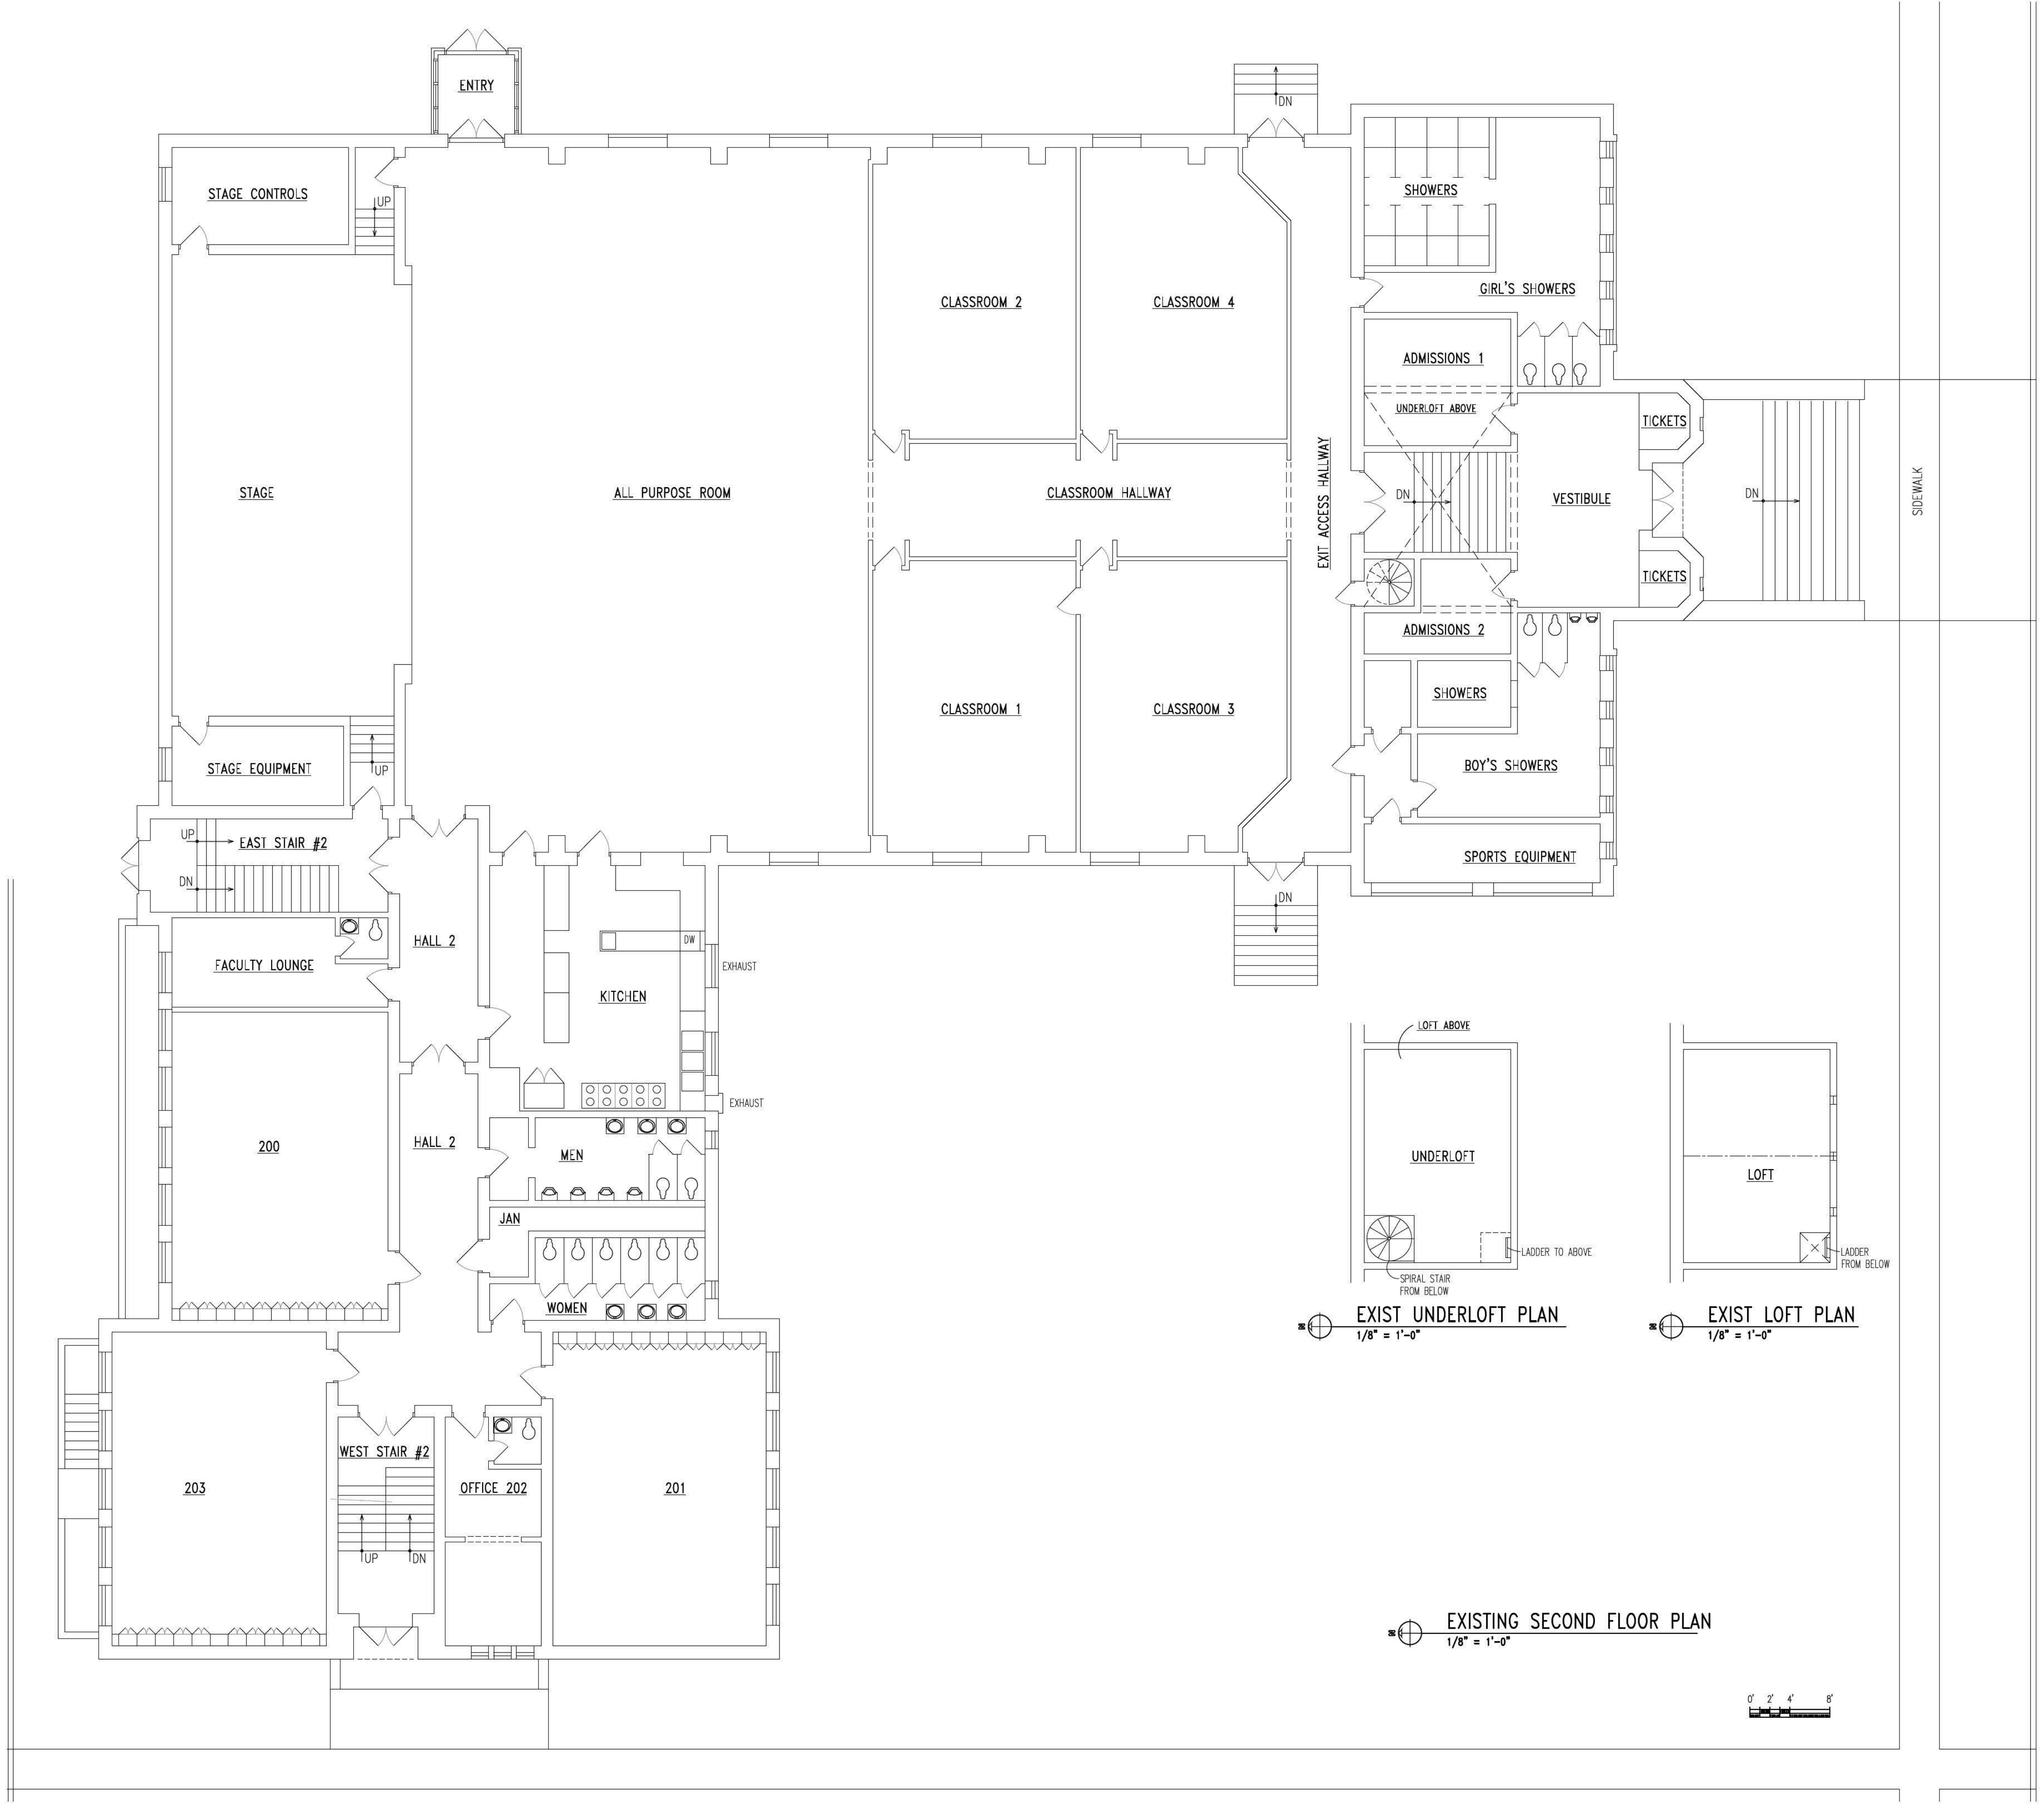 ENTRY
DN
STAGE CONTROLS
UP
SHOWERS
GIRL'S SHOWERS
CLASSROOM 2
CLASSROOM 4
ADMISSIONS 1
UNDERLOFT ABOVE
TICKETS
STAGE
ALL PURPOSE ROOM
CLASSROOM HALLWAY
EXIT ACCESS HALLWAY
DN
VESTIBULE
DN
SIDEWALK
TICKETS
ADMISSIONS 2
SHOWERS
CLASSROOM 1
CLASSROOM 3
STAGE EQUIPMENT
UP
BOY'S SHOWERS
UP
EAST STAIR #2
SPORTS EQUIPMENT
DN
DN
HALL 2
DW
FACULTY LOUNGE
EXHAUST
KITCHEN
LOFT ABOVE
EXHAUST
HALL 2
200
MEN
UNDERLOFT
LOFT
JAN
LADDER TO ABOVE
LADDER
FROM BELOW
SPIRAL STAIR
FROM BELOW
WOMEN
N
EXIST UNDERLOFT PLAN
1/8" = 1'-0"
N
EXIST LOFT PLAN
1/8" = 1'-0"
WEST STAIR #2
203
OFFICE 202
201
UP
DN
N
EXISTING SECOND FLOOR PLAN
1/8" = 1'-0"
0' 2' 4' 8'